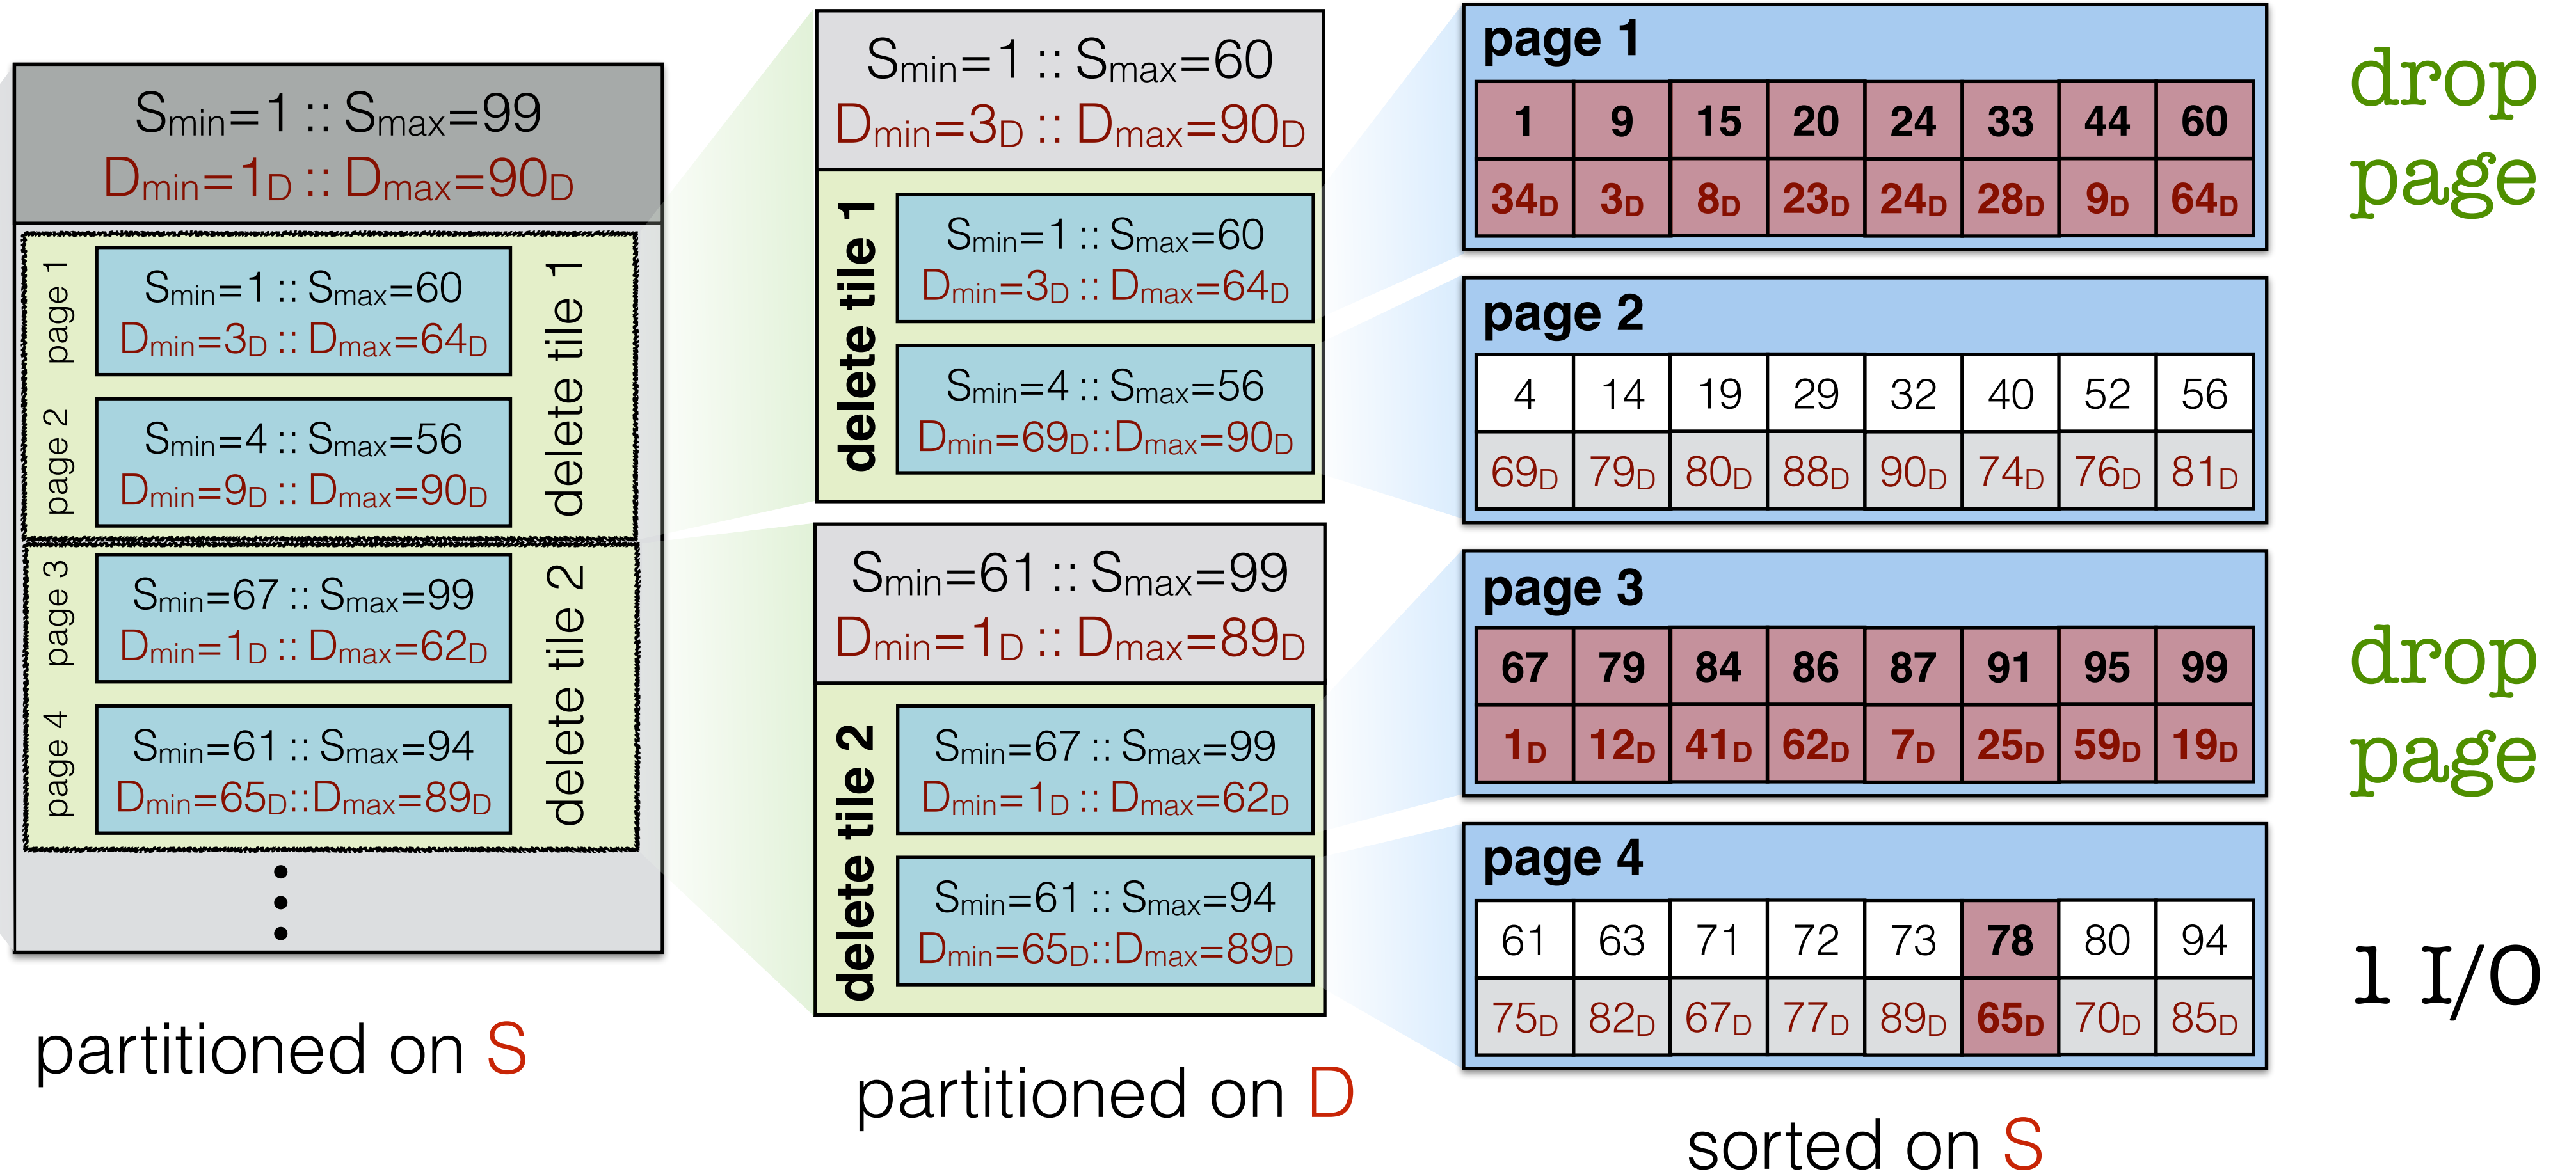 Smin=1 :: Smax=99
Dmin=1D :: Dmax=90D
page 1
Smin=1 :: Smax=60
Dmin=3D :: Dmax=64D
page 2
Smin=4 :: Smax=56
Dmin=9D :: Dmax=90D
delete tile 1
page 3
Smin=67 :: Smax=99
Dmin=1D :: Dmax=62D
page 4
Smin=61 :: Smax=94
Dmin=65D::Dmax=89D
delete tile 2
partitioned on S
Smin=1 :: Smax=60
Dmin=3D :: Dmax=90D
delete tile 1
Smin=1 :: Smax=60
Dmin=3D :: Dmax=64D
Smin=4 :: Smax=56
Dmin=69D::Dmax=90D
Smin=61 :: Smax=99
Dmin=1D :: Dmax=89D
delete tile 2
Smin=67 :: Smax=99
Dmin=1D :: Dmax=62D
Smin=61 :: Smax=94
Dmin=65D::Dmax=89D
partitioned on D
page 1
1 9 15 20 24 33 44 60
34D 3D 8D 23D 24D 28D 9D 64D
drop
page
page 2
4 14 19 29 32 40 52 56
69D 79D 80D 88D 90D 74D 76D 81D
page 3
67 79 84 86 87 91 95 99
1D 12D 41D 62D 7D 25D 59D 19D
drop
page
page 4
61 63 71 72 73 78 80 94
75D 82D 67D 77D 89D 65D 70D 85D
1 I/O
sorted on S